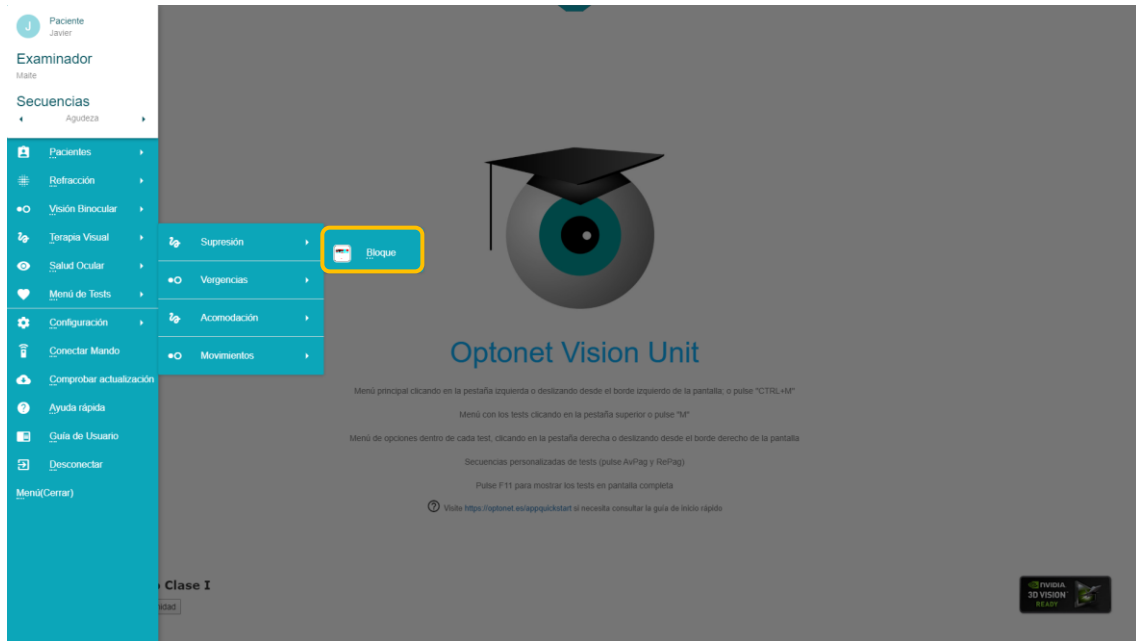 J
Paciente
Javier
Examinador
Maite
Secuencias
Agudeza
Pacientes
Refracción
Visión Binocular
Terapia Visual
Salud Ocular
Menú de Tests
Configuración
Conectar Mando
Comprobar actualización
Ayuda rápida
Guía de Usuario
Desconectar
Menú(Cerrar)
Supresión
Vergencias
Acomodación
Movimientos
Bloque
Optonet Vision Unit
Menú principal clicando en la pestaña izquierda o deslizando desde el borde izquierdo de la pantalla; o pulse "CTRL+M"
Menú con los tests clicando en la pestaña superior o pulse "M"
Menú de opciones dentro de cada test, clicando en la pestaña derecha o deslizando desde el borde derecho de la pantalla
Secuencias personalizadas de tests (pulse AvPag y RePag)
Pulse F11 para mostrar los tests en pantalla completa
Visite https://optonet.es/appquickstart si necesita consultar la guía de inicio rápido
Clase I
idad
NVIDIA
3D VISION
READY